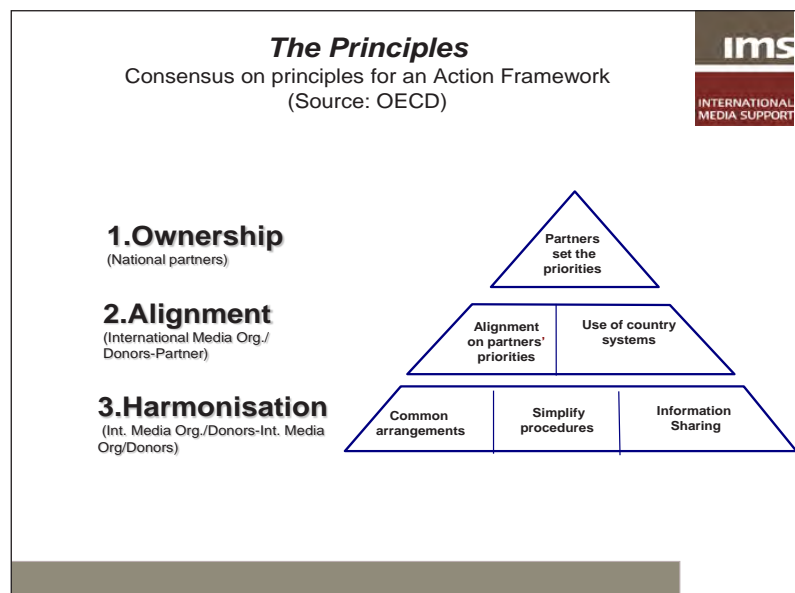 The Principles
Consensus on principles for an Action Framework
(Source: OECD)
ims
INTERNATIONAL
MEDIA SUPPORT
1.Ownership
(National partners)
Partners
set the
priorities
2.Alignment
(International Media Org./
Donors-Partner)
Alignment
on partners'
priorities
Use of country
systems
3.Harmonisation
(Int. Media Org./Donors-Int. Media
Org/Donors)
Common
arrangements
Simplify
procedures
Information
Sharing